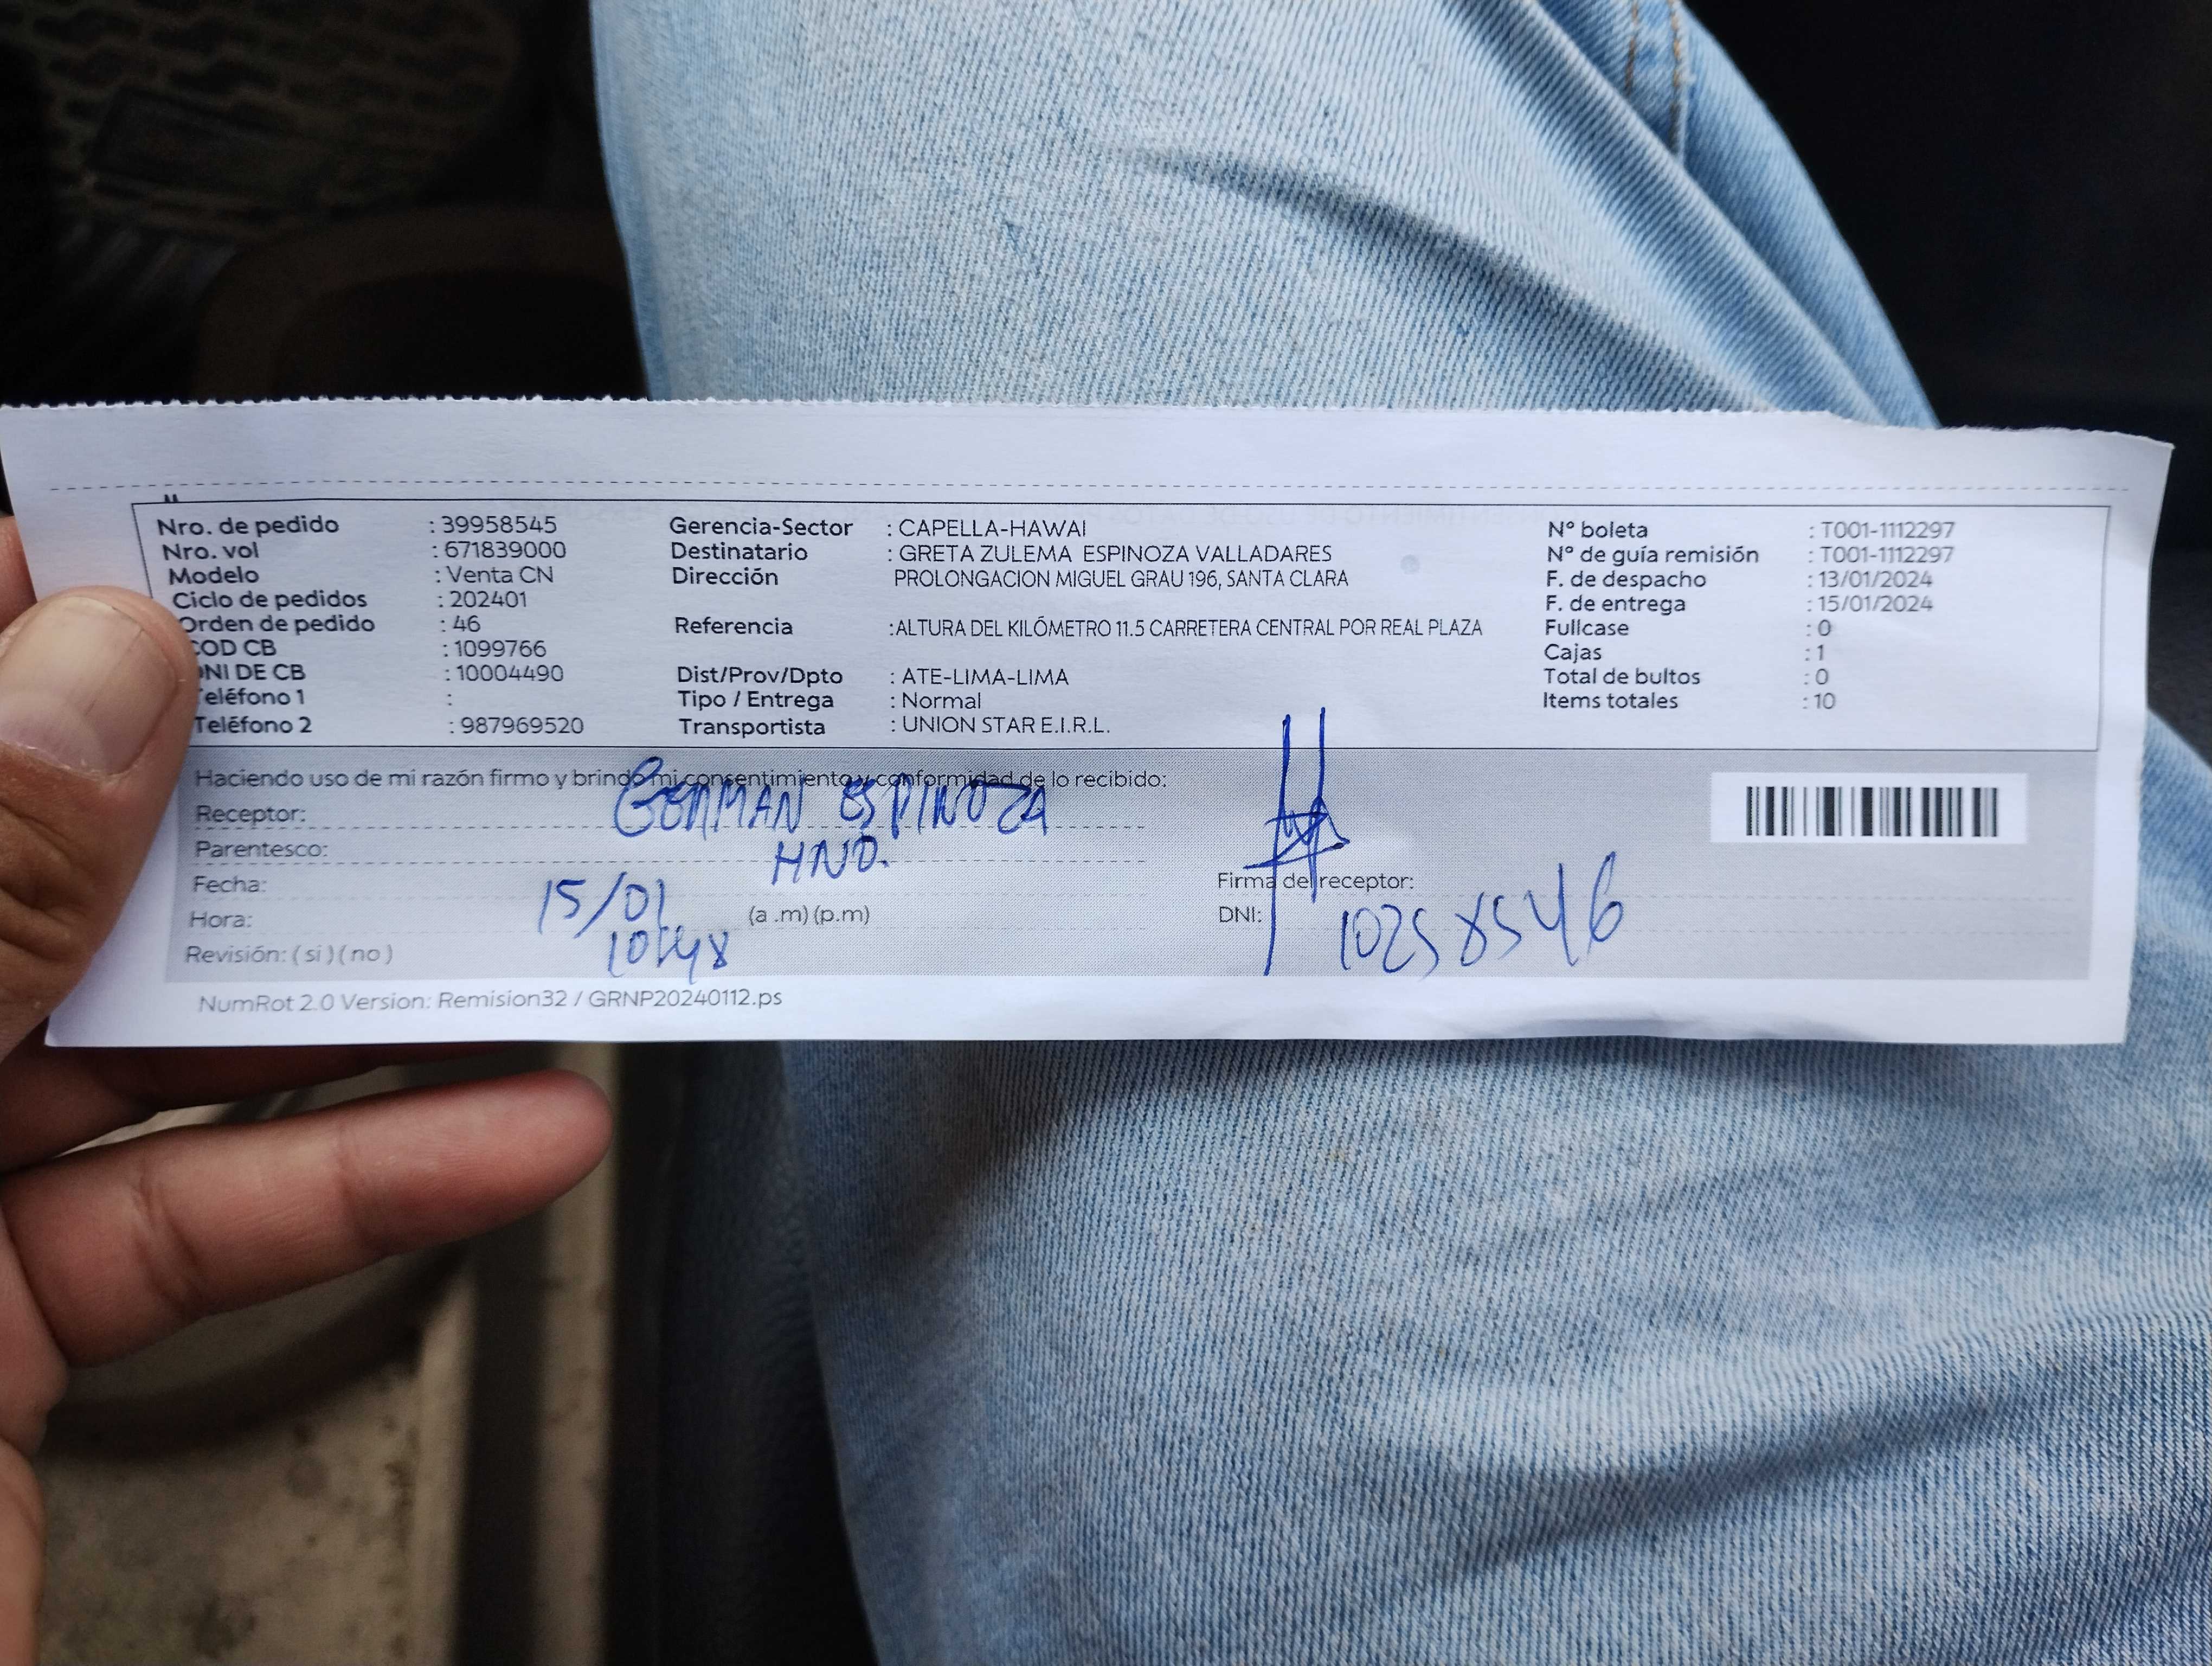 Nro. de pedido : 39958545 Gerencia-Sector : CAPELLA-HAWAI N° boleta : T001-1112297
Nro. vol : 671839000 Destinatario : GRETA ZULEMA ESPINOZA VALLADARES N° de guía remisión : T001-1112297
Modelo : Venta CN Dirección PROLONGACION MIGUEL GRAU 196, SANTA CLARA F. de despacho : 13/01/2024
Ciclo de pedidos : 202401 F. de entrega : 15/01/2024
Orden de pedido : 46 Referencia :ALTURA DEL KILÓMETRO 11.5 CARRETERA CENTRAL POR REAL PLAZA Fullcase : 0
COD CB : 1099766 Cajas : 1
DNI DE CB : 10004490 Dist/Prov/Dpto : ATE-LIMA-LIMA Total de bultos : 0
Teléfono 1 : Tipo / Entrega : Normal Items totales : 10
Teléfono 2 : 987969520 Transportista : UNION STAR E.I.R.L.
Haciendo uso de mi razón firmo y brindo mi consentimiento y conformidad de lo recibido:
Receptor: GERMAN ESPINOZA
Parentesco: HNO.
Fecha: 15/01 Firma del receptor:
Hora: 10:48 (a .m) (p.m) DNI: 10258546
Revisión: ( si ) ( no )
NumRot 2.0 Version: Remision32 / GRNP20240112.ps